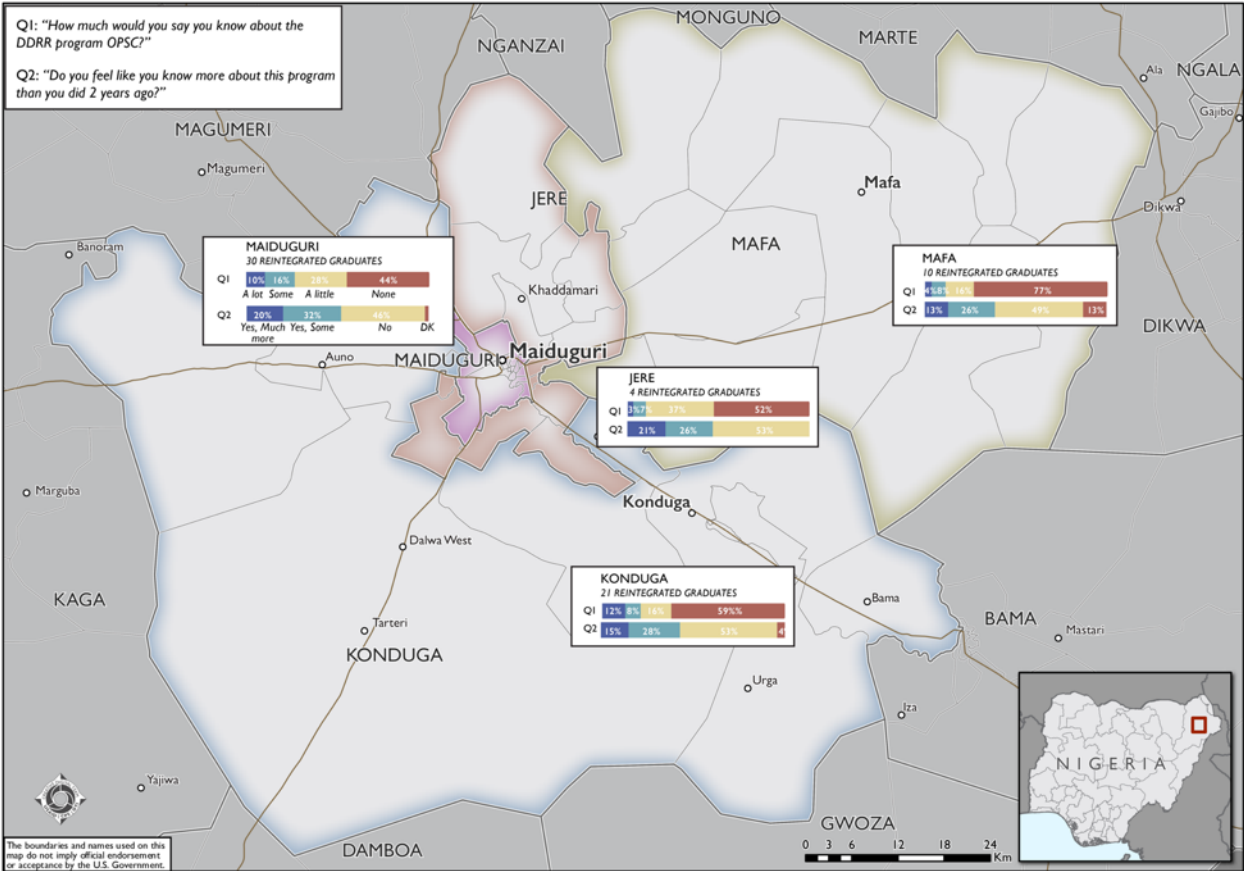 Q1: “How much would you say you know about the
DDRR program OPSC?”
Q2: “Do you feel like you know more about this program
than you did 2 years ago?”
MONGUNO
MARTE
NGANZAI
Ala
NGALA
Gajibo
MAGUMERI
Magumeri
JERE
Mafa
Dikwa
Banoram
MAFA
MAIDUGURI
30 REINTEGRATED GRADUATES
Q1 10% 16% 28% 44%
A lot Some A little None
Q2 20% 32% 46%
Yes, Much Yes, Some No DK
more
Khaddamari
MAFA
10 REINTEGRATED GRADUATES
Q1 4% 8% 16% 77%
Q2 13% 26% 49% 13%
DIKWA
Auno
MAIDUGURI
Maiduguri
JERE
4 REINTEGRATED GRADUATES
Q1 3% 7% 37% 52%
Q2 21% 26% 53%
Marguba
Konduga
Dalwa West
KONDUGA
21 REINTEGRATED GRADUATES
Q1 12% 8% 16% 59%%
Q2 15% 28% 53% 4
KAGA
Bama
BAMA
Mastari
Tarteri
KONDUGA
Urga
Iza
NIGERIA
Yajiwa
GWOZA
DAMBOA
0 3 6 12 18 24
Km
The boundaries and names used on this
map do not imply official endorsement
or acceptance by the U.S. Government.